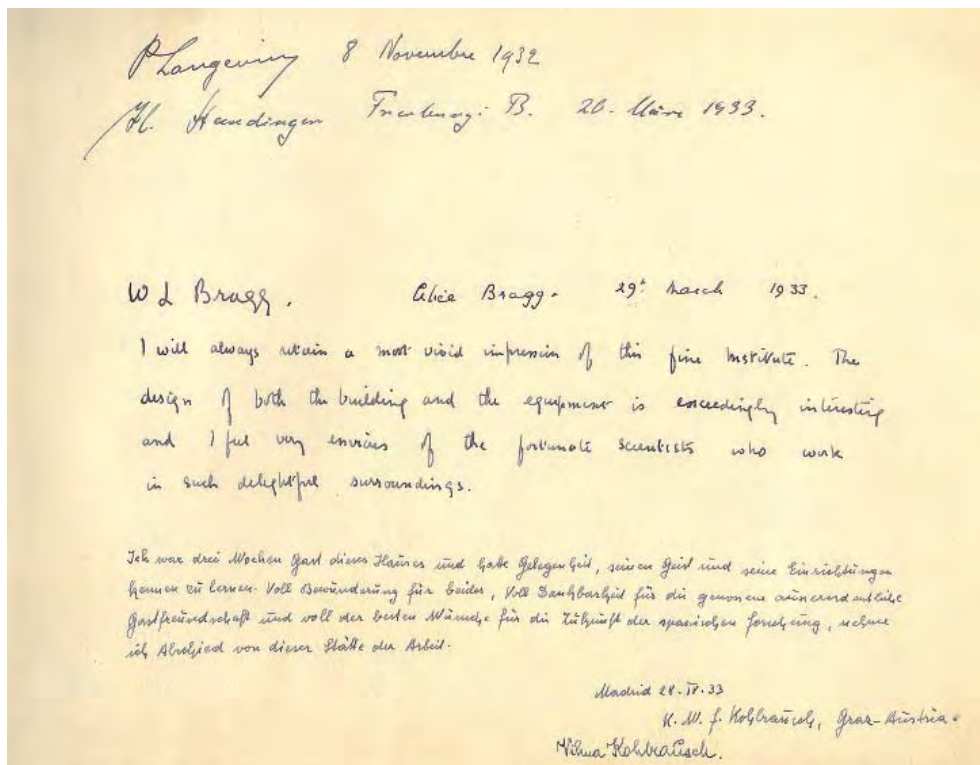 P Langevin 8 Novembre 1932
H. Staudinger Freiburg i. B. 20. März 1933.
W L Bragg. Alice Bragg. 29t March 1933.
I will always retain a most vivid impression of this fine Institute. The
design of both the building and the equipment is exceedingly interesting
and I feel very envious of the fortunate scientists who work
in such delightful surroundings.
Ich war drei Wochen Gast dieses Hauses und hatte Gelegenheit, seinen Geist und seine Einrichtungen
kennen zu lernen. Voll Bewunderung für beides, voll Dankbarkeit für die genossene ausserordentliche
Gastfreundschaft und voll der besten Wünsche für die Zukunft der spanischen Forschung, nehme
ich Abschied von dieser Stätte der Arbeit.
Madrid 28.IV.33
K. W. F. Kohlrausch, Graz-Austria.
Vilma Kohlrausch.